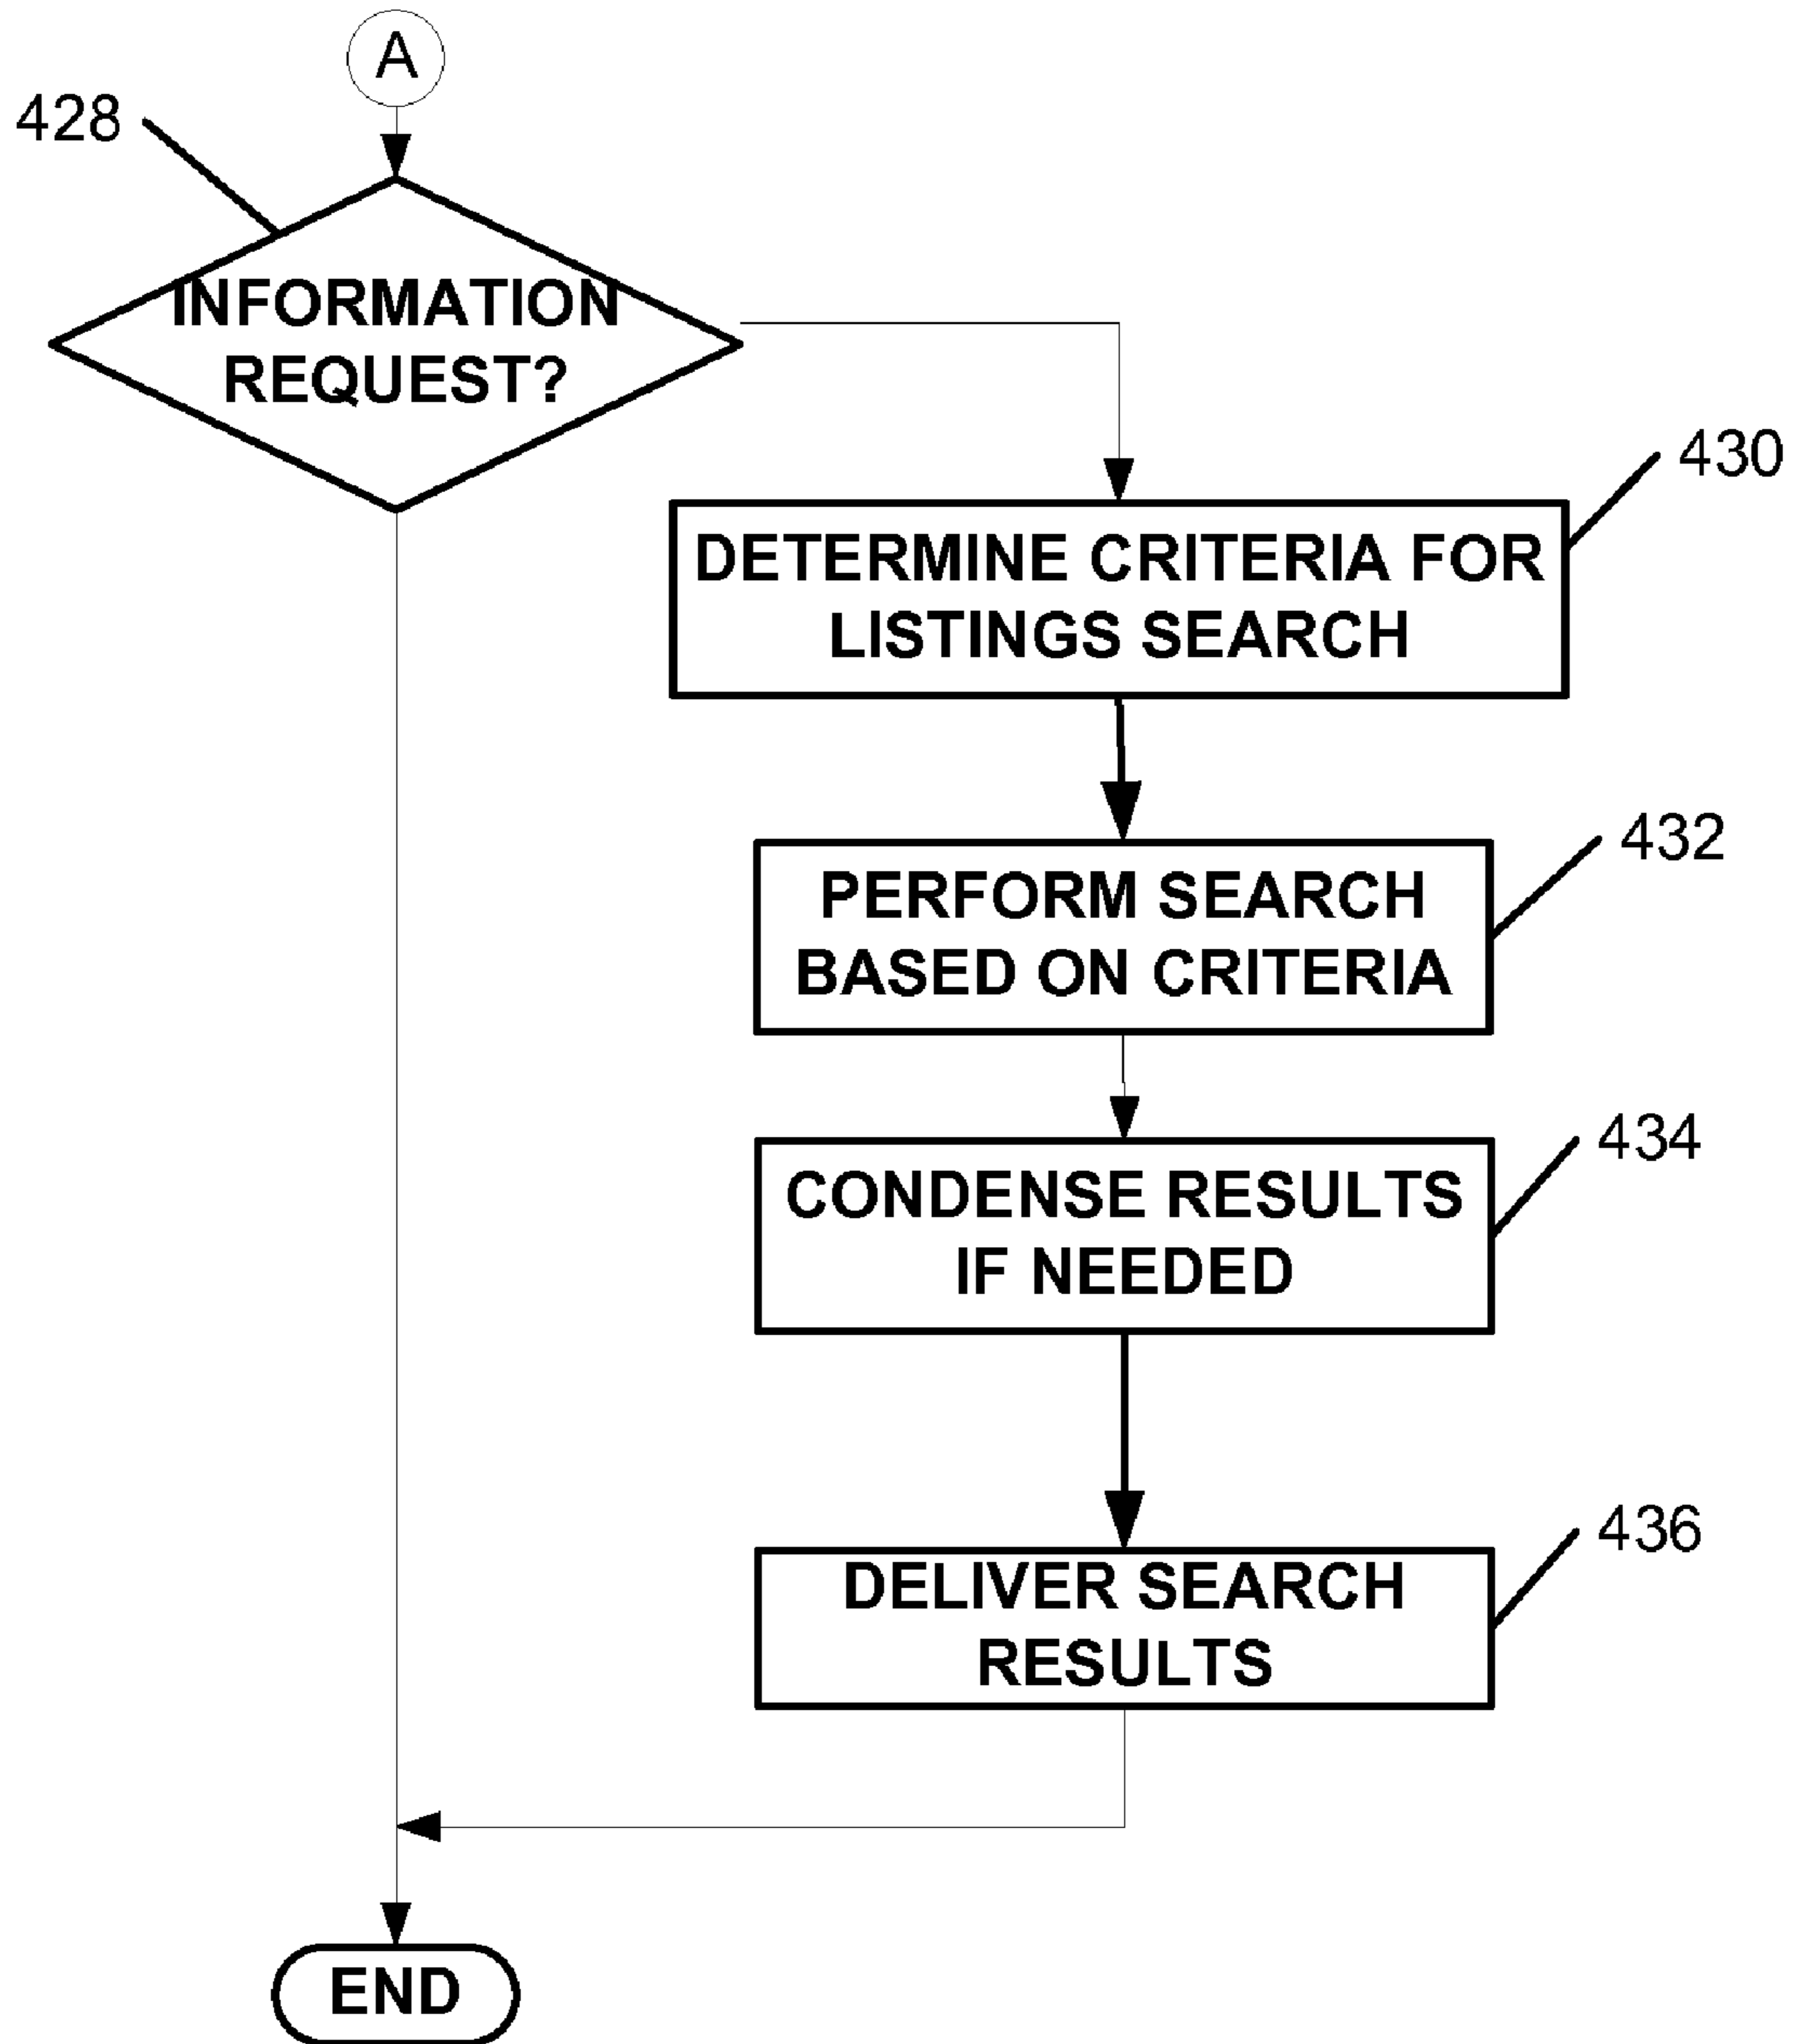 A
428
INFORMATION
REQUEST?
430
DETERMINE CRITERIA FOR
LISTINGS SEARCH
432
PERFORM SEARCH
BASED ON CRITERIA
434
CONDENSE RESULTS
IF NEEDED
436
DELIVER SEARCH
RESULTS
END